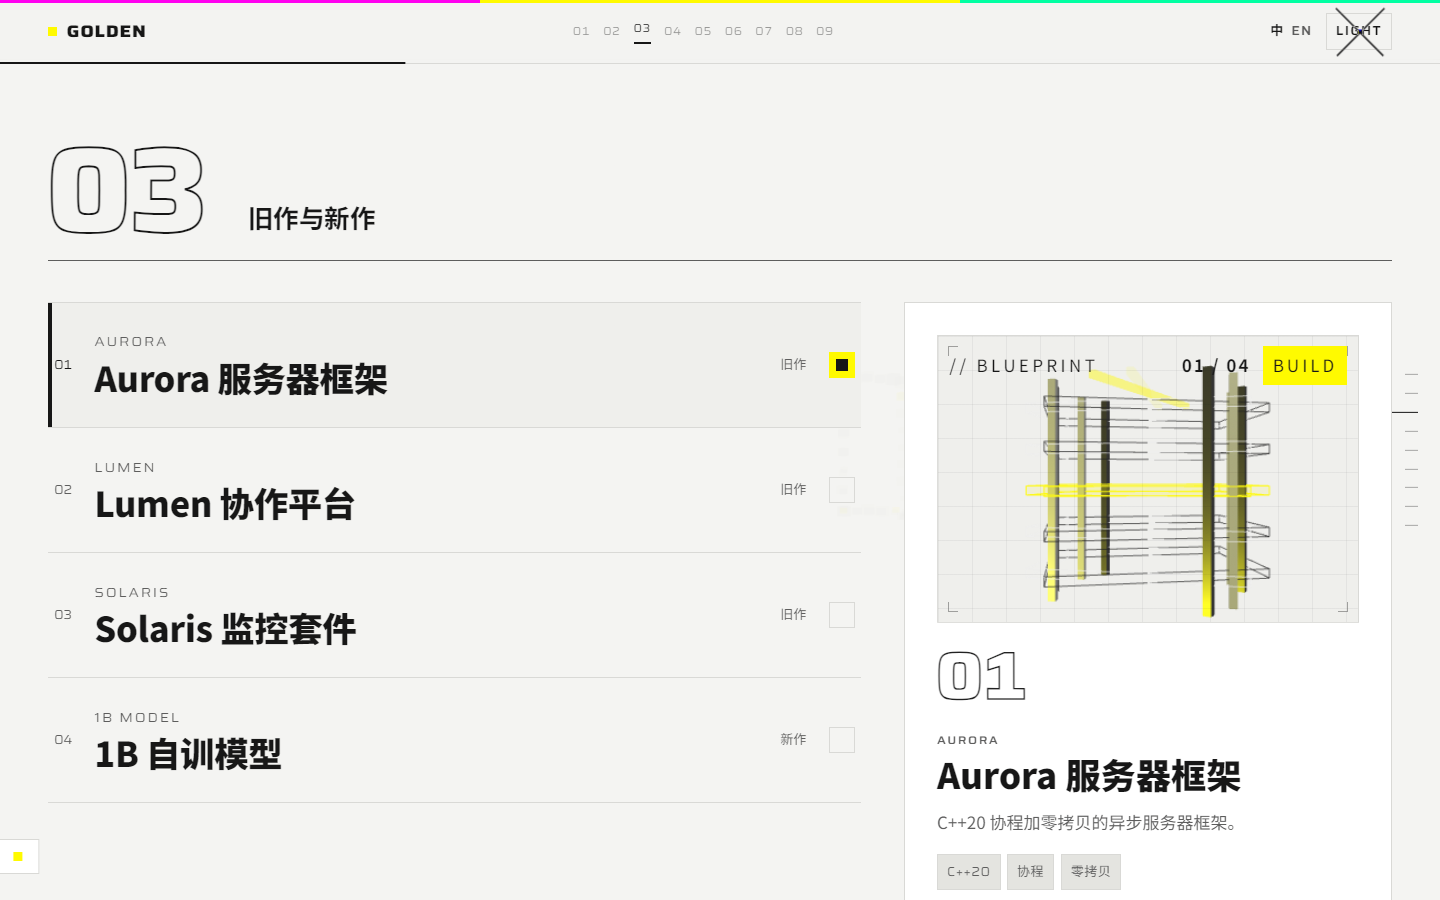 GOLDEN
01 02 03 04 05 06 07 08 09
中 EN
LIGHT
03
旧作与新作
01
AURORA
Aurora 服务器框架
旧作
02
LUMEN
Lumen 协作平台
旧作
03
SOLARIS
Solaris 监控套件
旧作
04
1B MODEL
1B 自训模型
新作
// BLUEPRINT
01 / 04
BUILD
01
AURORA
Aurora 服务器框架
C++20 协程加零拷贝的异步服务器框架。
C++20
协程
零拷贝